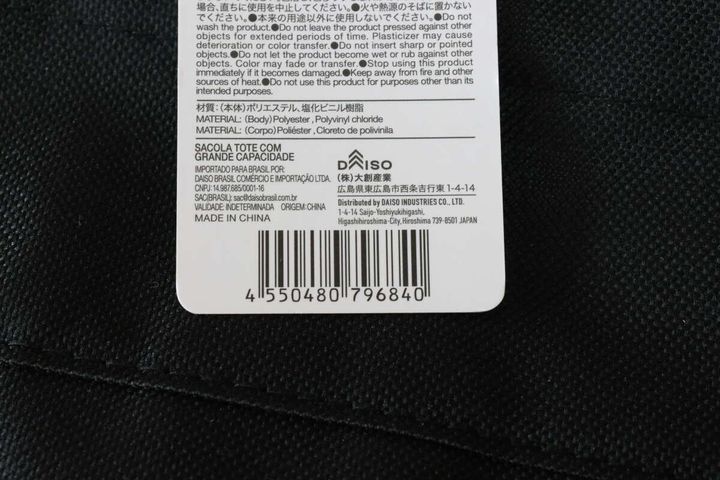 場合、直ちに使用を中止してください。●火や熱源のそばに置かない
でください。●本来の用途以外に使用しないでください。●Do not
wash the product.●Do not leave the product pressed against other
objects for extended periods of time. Plasticizer may cause
deterioration or color transfer.●Do not insert sharp or pointed
objects.●Do not let the product become wet or rub against other
objects. Color may fade or transfer.●Stop using this product
immediately if it becomes damaged.●Keep away from fire and other
sources of heat.●Do not use this product for purposes other than its
intended purposes.
材質：（本体）ポリエステル、塩化ビニル樹脂
MATERIAL: (Body)Polyester, Polyvinyl chloride
MATERIAL: (Corpo)Poliéster, Cloreto de polivinila
SACOLA TOTE COM
GRANDE CAPACIDADE
IMPORTADO PARA BRASIL POR:
DAISO BRASIL COMÉRCIO E IMPORTAÇÃO LTDA.
CNPJ: 14.987.685/0001-16
SAC(BRASIL): sac@daisobrasil.com.br
VALIDADE: INDETERMINADA ORIGEM: CHINA
MADE IN CHINA
DAISO
(株)大創産業
広島県東広島市西条吉行東1-4-14
Distributed by DAISO INDUSTRIES CO., LTD.
1-4-14 Saijo-Yoshiyukihigashi,
Higashihiroshima-City, Hiroshima 739-8501 JAPAN
4 550480 796840